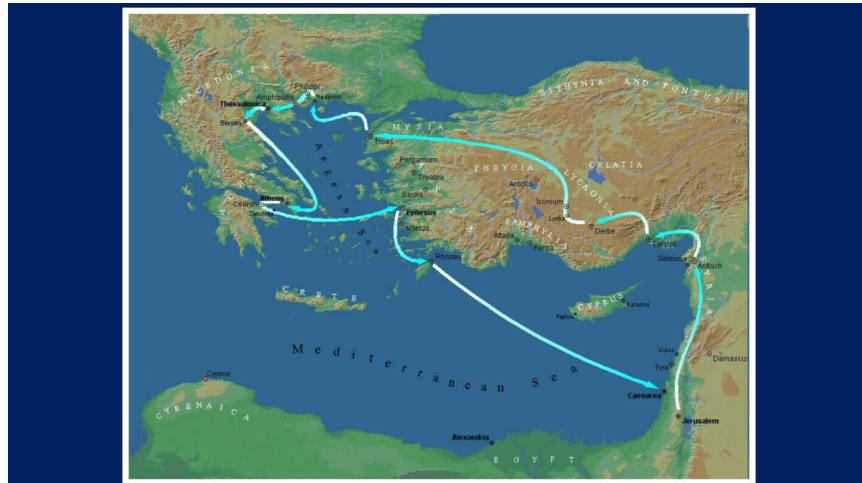 MACEDONIA
Philippi
Neapolis
Amphipolis
Thessalonica
Berea
BITHYNIA AND PONTUS
MYSIA
Troas
Aegean Sea
Pergamum
Thyatira
ASIA
PHRYGIA
GALATIA
LYCAONIA
Antioch
Sardis
Iconium
Lystra
Derbe
Athens
Corinth
Cenchrea
Ephesus
Miletus
PAMPHYLIA
Attalia
Perga
Tarsus
Seleucia
Antioch
SYRIA
Rhodes
CRETE
CYPRUS
Salamis
Paphos
Mediterranean Sea
Sidon
Tyre
Damascus
Cyrene
CYRENAICA
Caesarea
Jerusalem
Alexandria
EGYPT